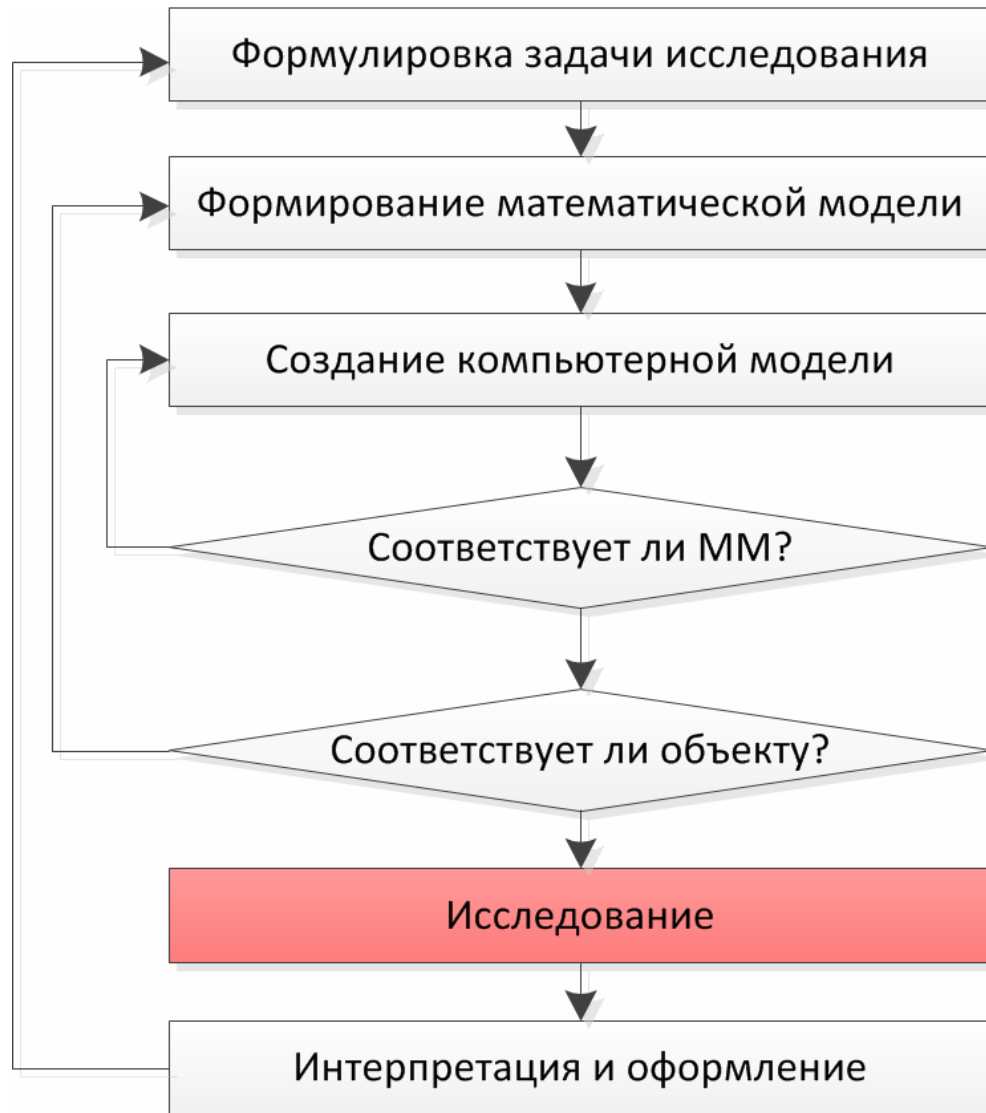 Формулировка задачи исследования
Формирование математической модели
Создание компьютерной модели
Соответствует ли ММ?
Соответствует ли объекту?
Исследование
Интерпретация и оформление